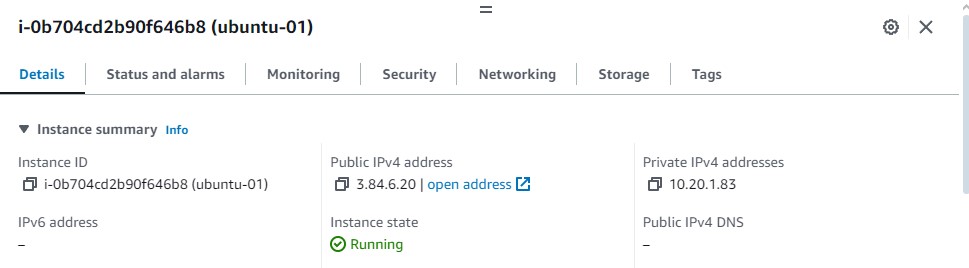 i-0b704cd2b90f646b8 (ubuntu-01)
Details
Status and alarms
Monitoring
Security
Networking
Storage
Tags
Instance summary Info
Instance ID
i-0b704cd2b90f646b8 (ubuntu-01)
Public IPv4 address
3.84.6.20 | open address
Private IPv4 addresses
10.20.1.83
IPv6 address
–
Instance state
Running
Public IPv4 DNS
–